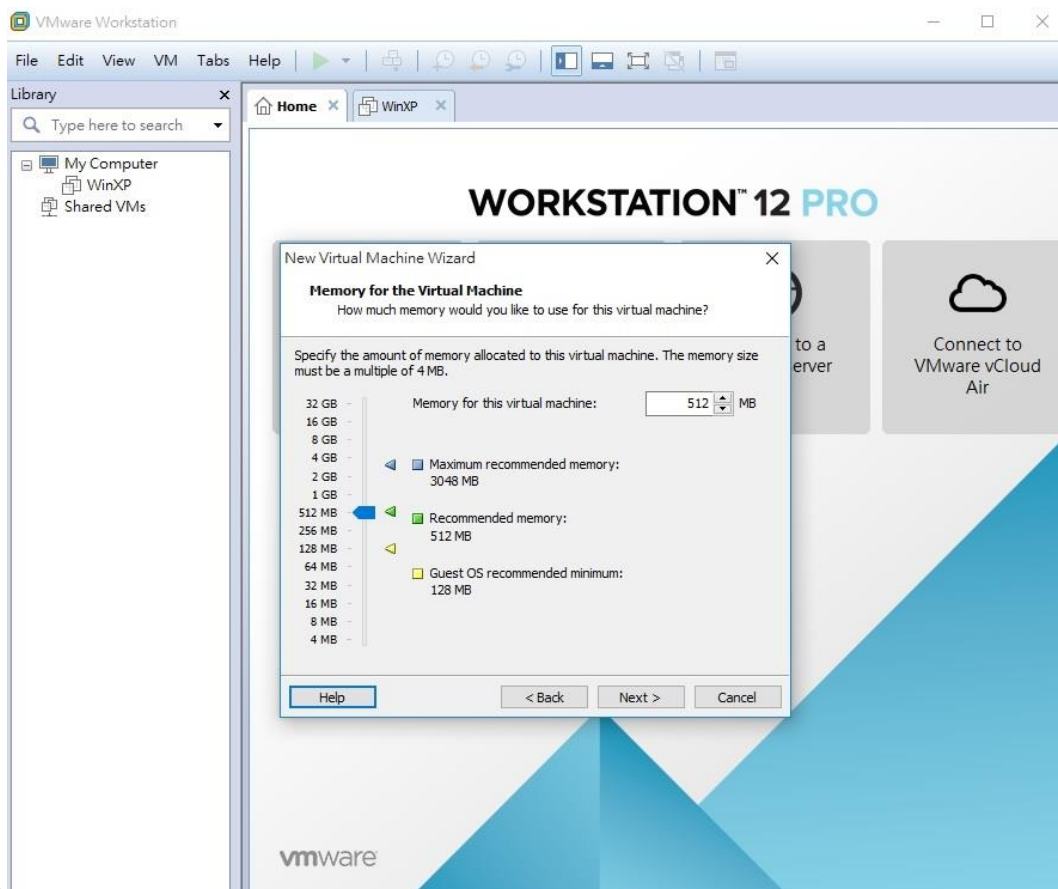 VMware Workstation
File Edit View VM Tabs Help
Library
Type here to search
My Computer
WinXP
Shared VMs
Home
WinXP
WORKSTATION™ 12 PRO
to a
erver
Connect to
VMware vCloud
Air
New Virtual Machine Wizard
Memory for the Virtual Machine
How much memory would you like to use for this virtual machine?
Specify the amount of memory allocated to this virtual machine. The memory size
must be a multiple of 4 MB.
Memory for this virtual machine: 512 MB
32 GB
16 GB
8 GB
4 GB
2 GB
1 GB
512 MB
256 MB
128 MB
64 MB
32 MB
16 MB
8 MB
4 MB
Maximum recommended memory:
3048 MB
Recommended memory:
512 MB
Guest OS recommended minimum:
128 MB
Help < Back Next > Cancel
vmware